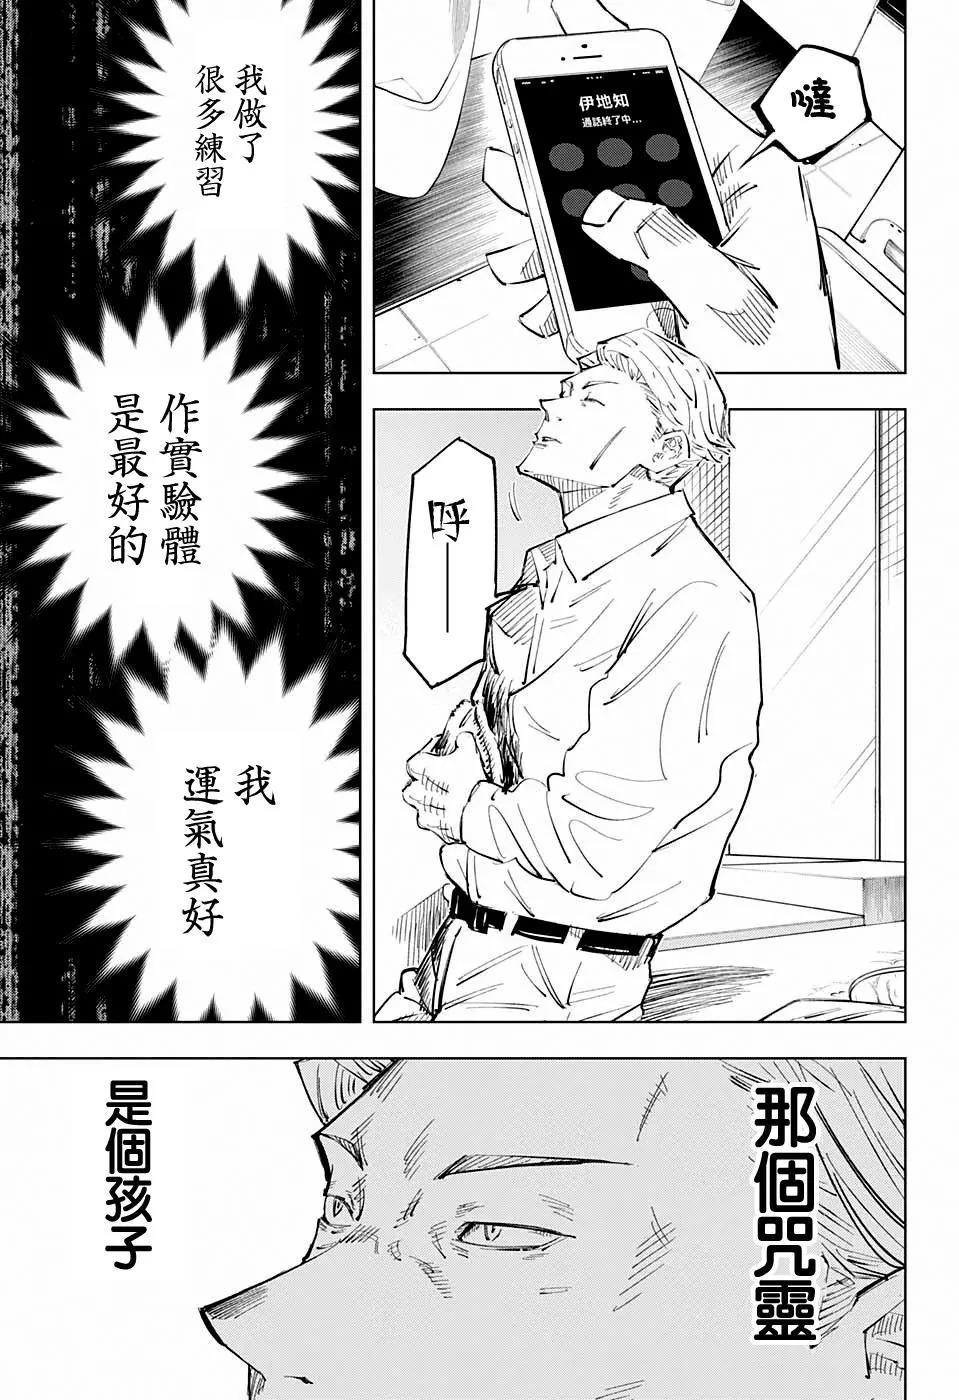 噠
伊地知
通話終了中...
呼——
我做了
很多練習
作實驗體
是最好的
我
運氣真好
那個咒靈
是個孩子